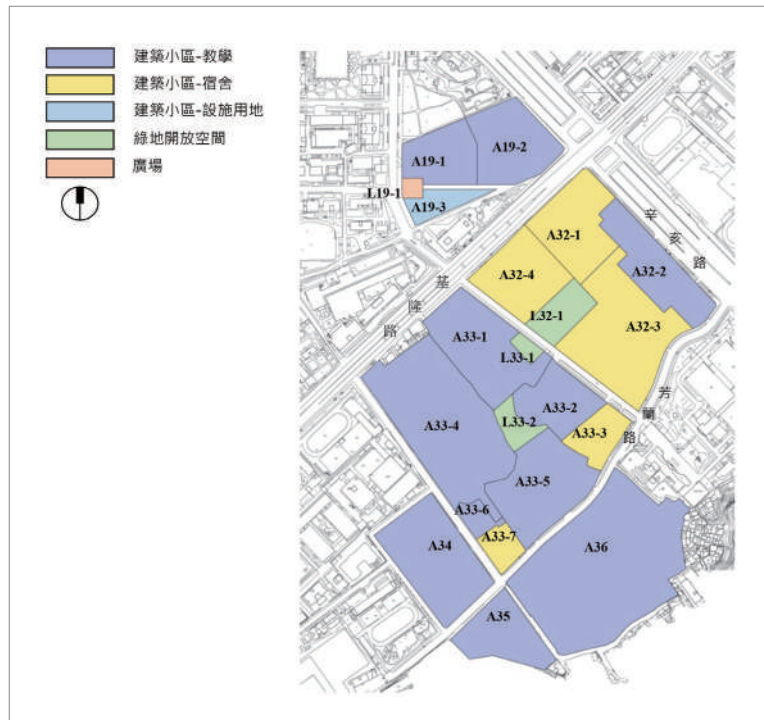 建築小區-教學
建築小區-宿舍
建築小區-設施用地
綠地開放空間
廣場
A19-2
A19-1
L19-1
A19-3
辛亥路
A32-1
A32-2
A32-4
基隆路
L32-1
A32-3
A33-1
L33-1
芳蘭路
A33-2
L33-2
A33-4
A33-3
A33-5
A33-6
A33-7
A34
A36
A35